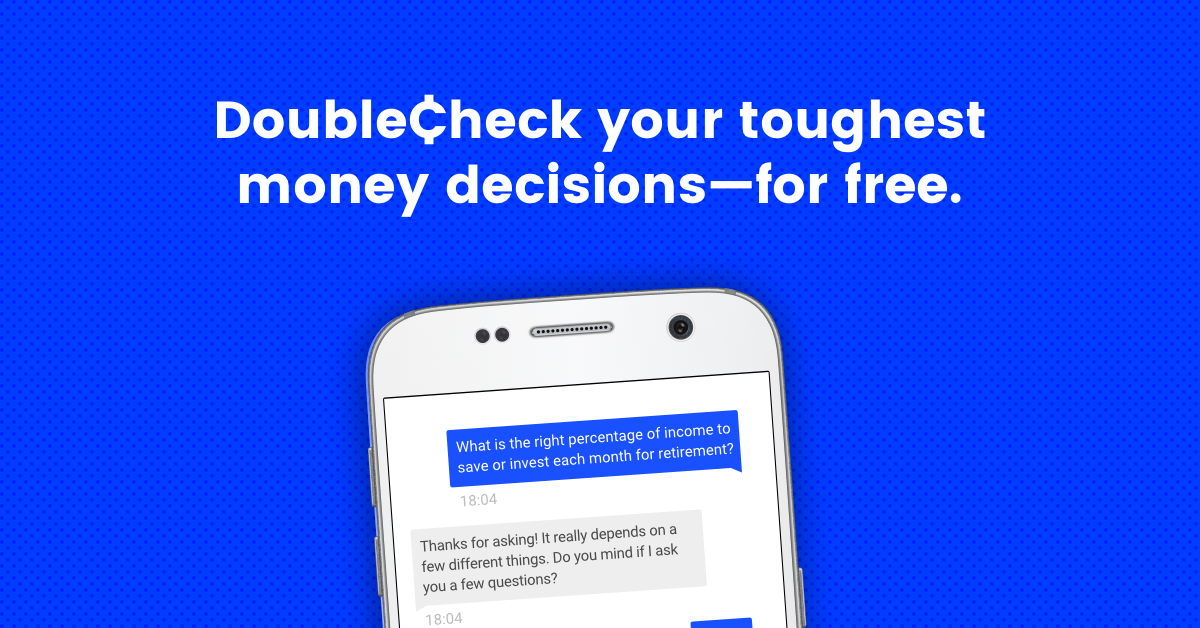 Double₵heck your toughest
money decisions—for free.
What is the right percentage of income to
save or invest each month for retirement?
18:04
Thanks for asking! It really depends on a
few different things. Do you mind if I ask
you a few questions?
18:04